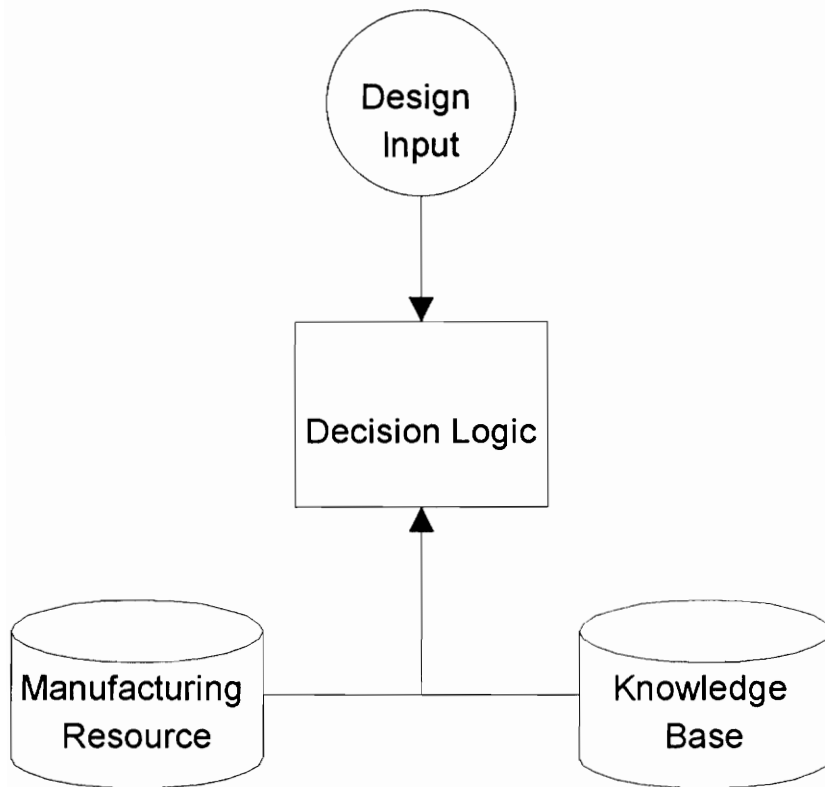 Design
Input
Decision Logic
Manufacturing
Resource
Knowledge
Base